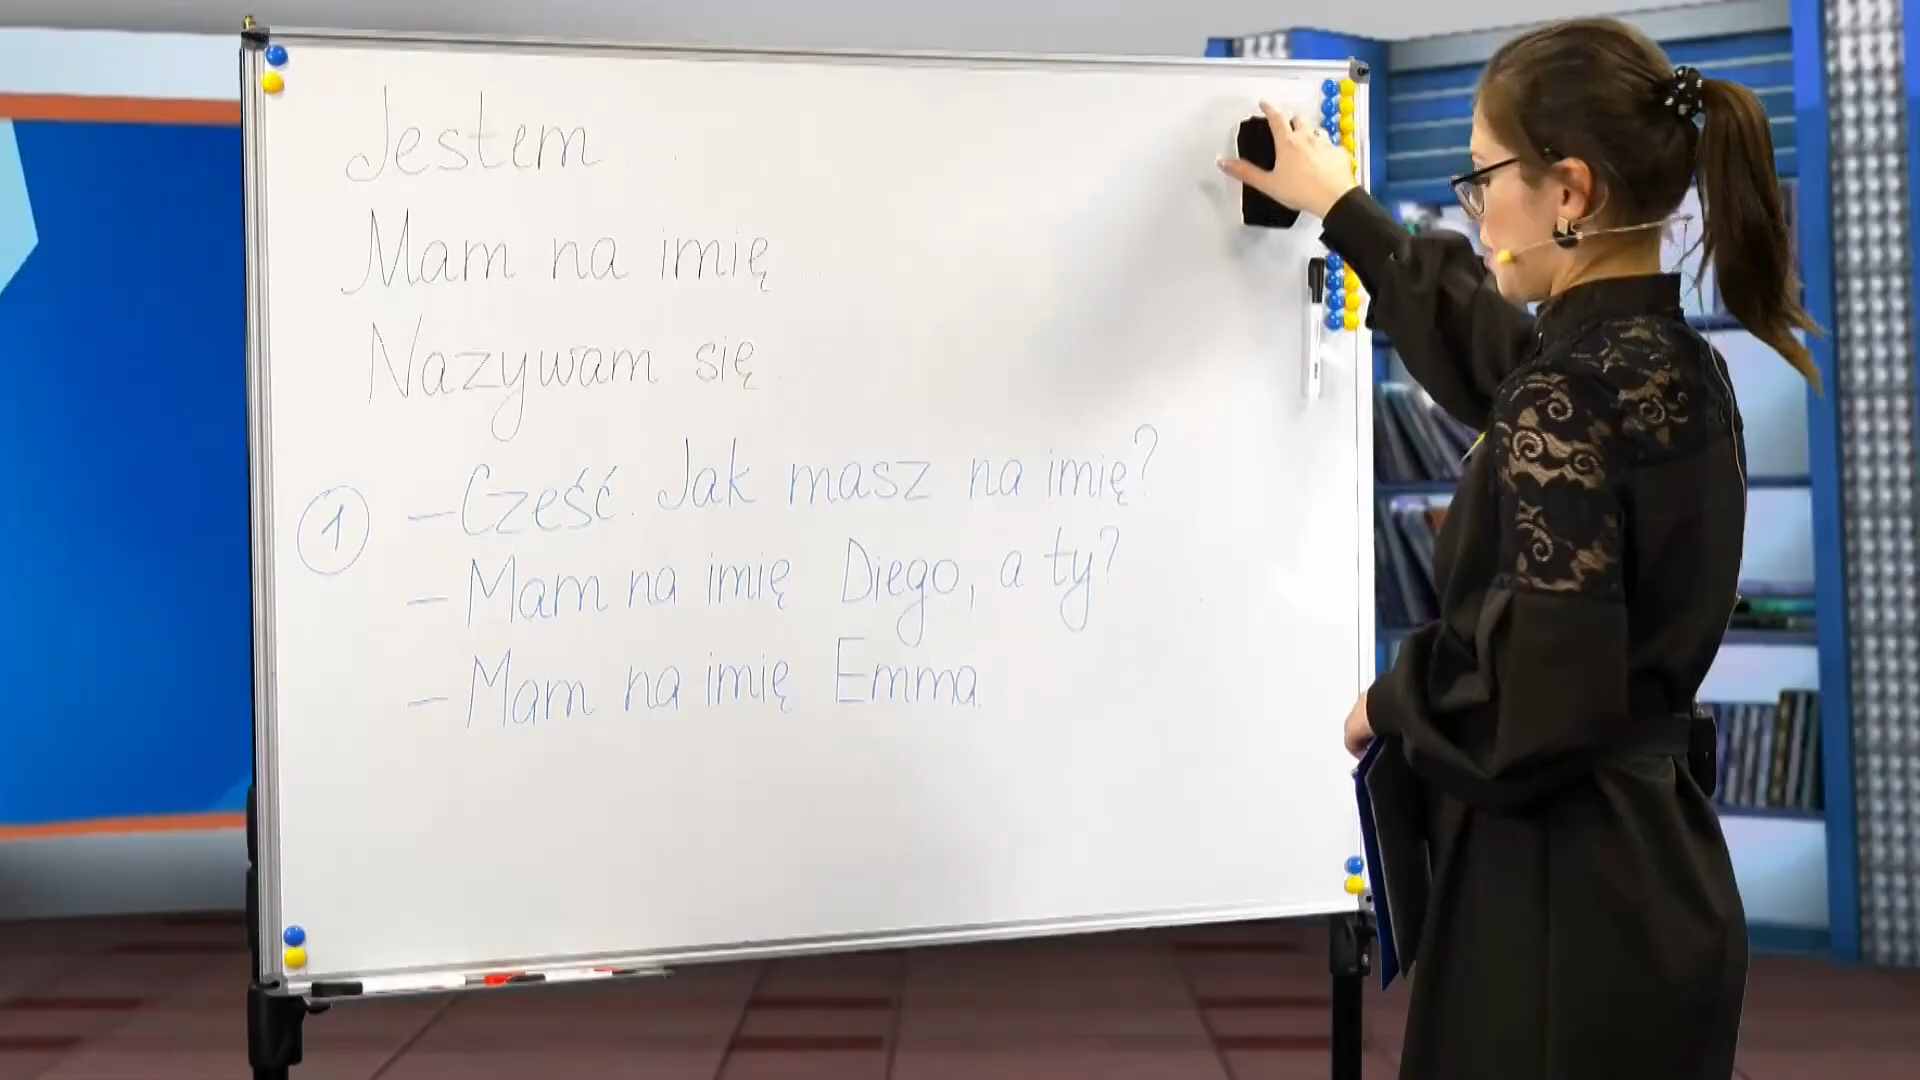 Jestem...
Mam na imię
Nazywam się
① – Cześć. Jak masz na imię?
– Mam na imię Diego, a ty?
– Mam na imię Emma.